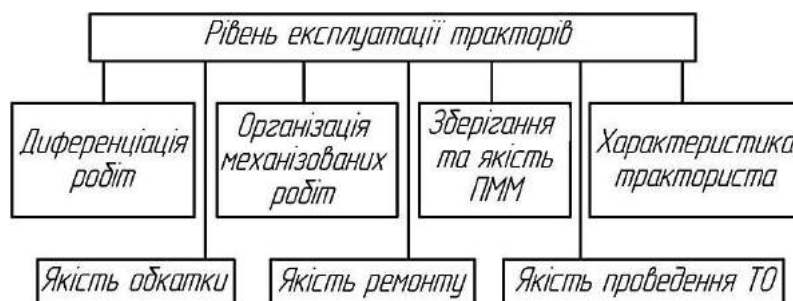 Рівень експлуатації тракторів
Диференціація
робіт
Організація
механізованих
робіт
Зберігання
та якість
ПММ
Характеристика
тракториста
Якість обкатки
Якість ремонту
Якість проведення ТО